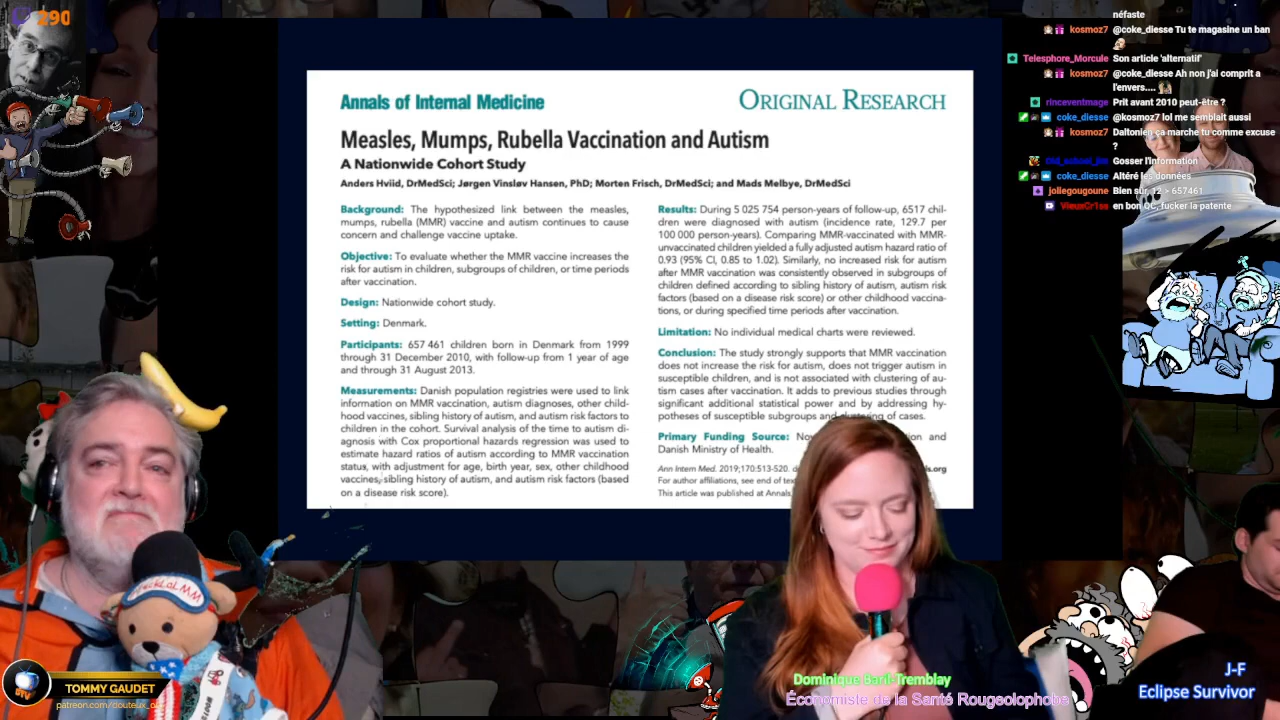 290
Annals of Internal Medicine
ORIGINAL RESEARCH
Measles, Mumps, Rubella Vaccination and Autism
A Nationwide Cohort Study
Anders Hviid, DrMedSci; Jørgen Vinsløv Hansen, PhD; Morten Frisch, DrMedSci; and Mads Melbye, DrMedSci
Background: The hypothesized link between the measles,
mumps, rubella (MMR) vaccine and autism continues to cause
concern and challenge vaccine uptake.
Objective: To evaluate whether the MMR vaccine increases the
risk for autism in children, subgroups of children, or time periods
after vaccination.
Design: Nationwide cohort study.
Setting: Denmark.
Participants: 657 461 children born in Denmark from 1999
through 31 December 2010, with follow-up from 1 year of age
and through 31 August 2013.
Measurements: Danish population registries were used to link
information on MMR vaccination, autism diagnoses, other child-
hood vaccines, sibling history of autism, and autism risk factors to
children in the cohort. Survival analysis of the time to autism di-
agnosis with Cox proportional hazards regression was used to
estimate hazard ratios of autism according to MMR vaccination
status, with adjustment for age, birth year, sex, other childhood
vaccines, sibling history of autism, and autism risk factors (based
on a disease risk score).
Results: During 5 025 754 person-years of follow-up, 6517 chil-
dren were diagnosed with autism (incidence rate, 129.7 per
100 000 person-years). Comparing MMR-vaccinated with MMR-
unvaccinated children yielded a fully adjusted autism hazard ratio of
0.93 (95% CI, 0.85 to 1.02). Similarly, no increased risk for autism
after MMR vaccination was consistently observed in subgroups of
children defined according to sibling history of autism, autism risk
factors (based on a disease risk score) or other childhood vaccina-
tions, or during specified time periods after vaccination.
Limitation: No individual medical charts were reviewed.
Conclusion: The study strongly supports that MMR vaccination
does not increase the risk for autism, does not trigger autism in
susceptible children, and is not associated with clustering of au-
tism cases after vaccination. It adds to previous studies through
significant additional statistical power and by addressing hy-
potheses of susceptible subgroups and clustering of cases.
Primary Funding Source: and
Danish Ministry of Health.
Ann Intern Med. 2019;170:513-520.
For author affiliations, see end of text
This article was published at Annals
néfaste
kosmoz7 @coke_diesse Tu te magasine un ban
Telesphore_Morcule Son article 'alternatif'
kosmoz7 @coke_diesse Ah non j'ai comprit a
l'envers....
rinceventmage Prit avant 2010 peut-être ?
coke_diesse @kosmoz7 lol me semblait aussi
kosmoz7 Daltonien ça marche tu comme excuse
?
Gosser l'information
coke_diesse Altéré les données
joliegougoune Bien sûr, 12 > 657461
VieuxCr1ss en bon QC, fucker la patente
TOMMY GAUDET
Dominique Baril-Tremblay
Économiste de la Santé Rougeolophobe
J-F
Eclipse Survivor